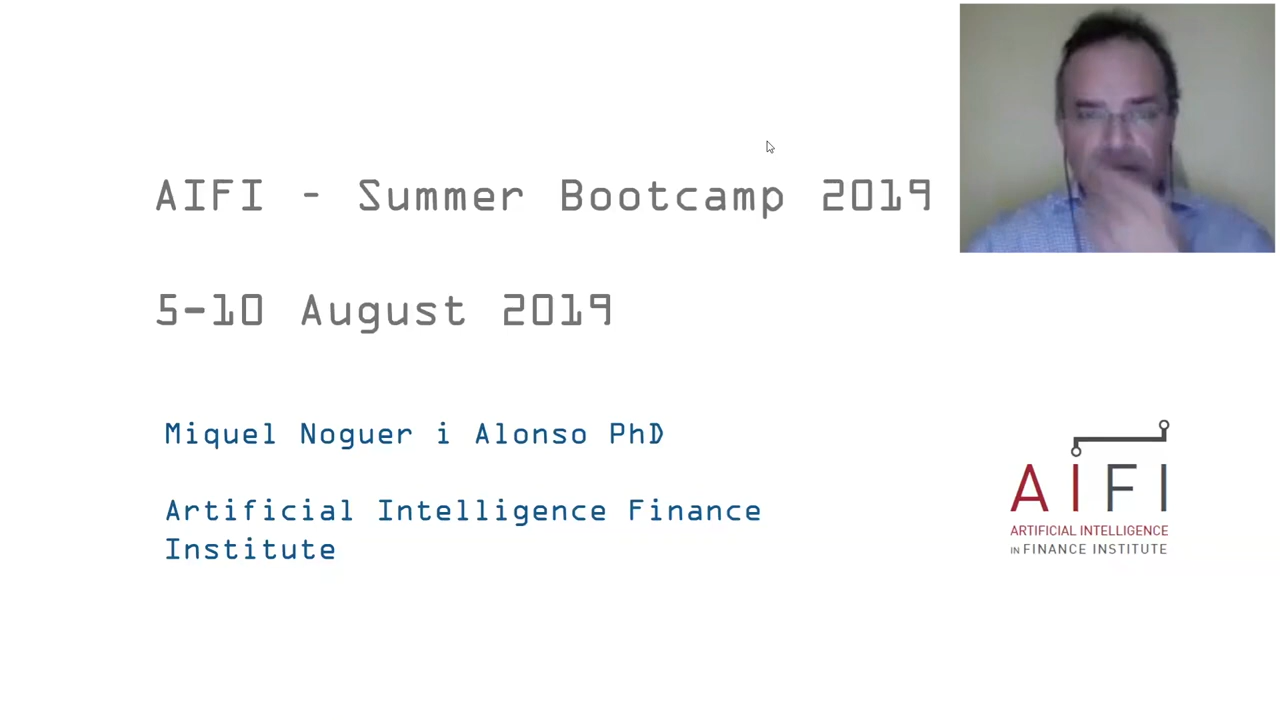 AIFI - Summer Bootcamp 2019
5-10 August 2019
Miquel Noguer i Alonso PhD
Artificial Intelligence Finance
Institute
AIFI
ARTIFICIAL INTELLIGENCE
IN FINANCE INSTITUTE